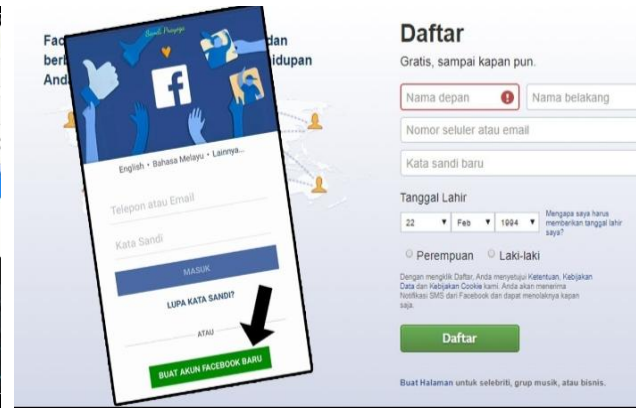 Fac
dan
ber
idupan
And
Bandi Prayoga
f
English • Bahasa Melayu • Lainnya...
Telepon atau Email
Kata Sandi
MASUK
LUPA KATA SANDI?
ATAU
BUAT AKUN FACEBOOK BARU
Daftar
Gratis, sampai kapan pun.
Nama depan
Nama belakang
Nomor seluler atau email
Kata sandi baru
Tanggal Lahir
22 Feb 1994
Mengapa saya harus
memberikan tanggal lahir
saya?
Perempuan Laki-laki
Dengan mengklik Daftar, Anda menyetujui Ketentuan, Kebijakan
Data dan Kebijakan Cookie kami. Anda akan menerima
Notifikasi SMS dari Facebook dan dapat menolaknya kapan
saja.
Daftar
Buat Halaman untuk selebriti, grup musik, atau bisnis.